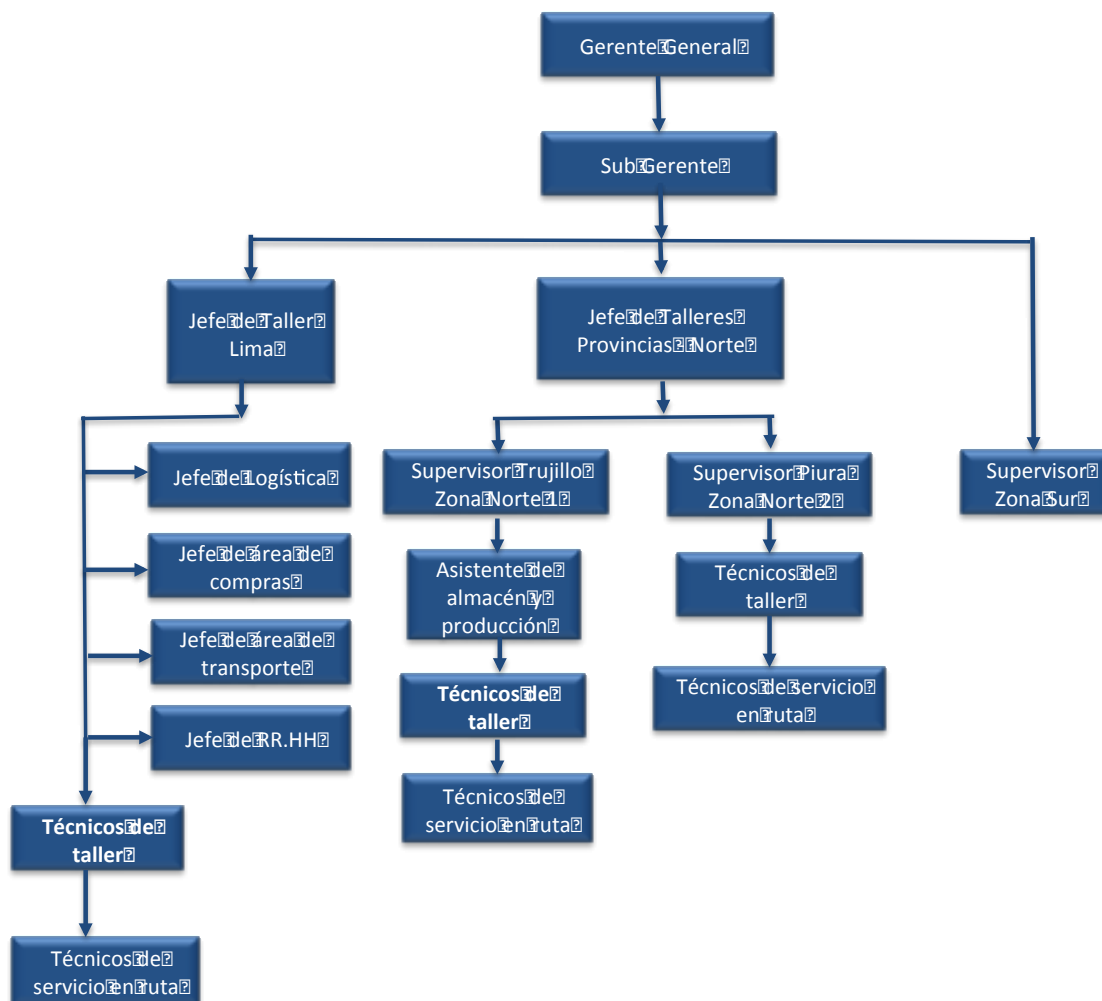 Gerente General
Sub Gerente
Jefe de Taller
Lima
Jefe de Talleres
Provincias - Norte
Jefe de Logística
Jefe de área de
compras
Jefe de área de
transporte
Jefe de RR.HH
Técnicos de
taller
Técnicos de
servicio en ruta
Supervisor Trujillo
Zona Norte 1
Asistente de
almacén y
producción
Técnicos de
taller
Técnicos de
servicio en ruta
Supervisor Piura
Zona Norte 2
Técnicos de
taller
Técnicos de servicio
en ruta
Supervisor
Zona Sur